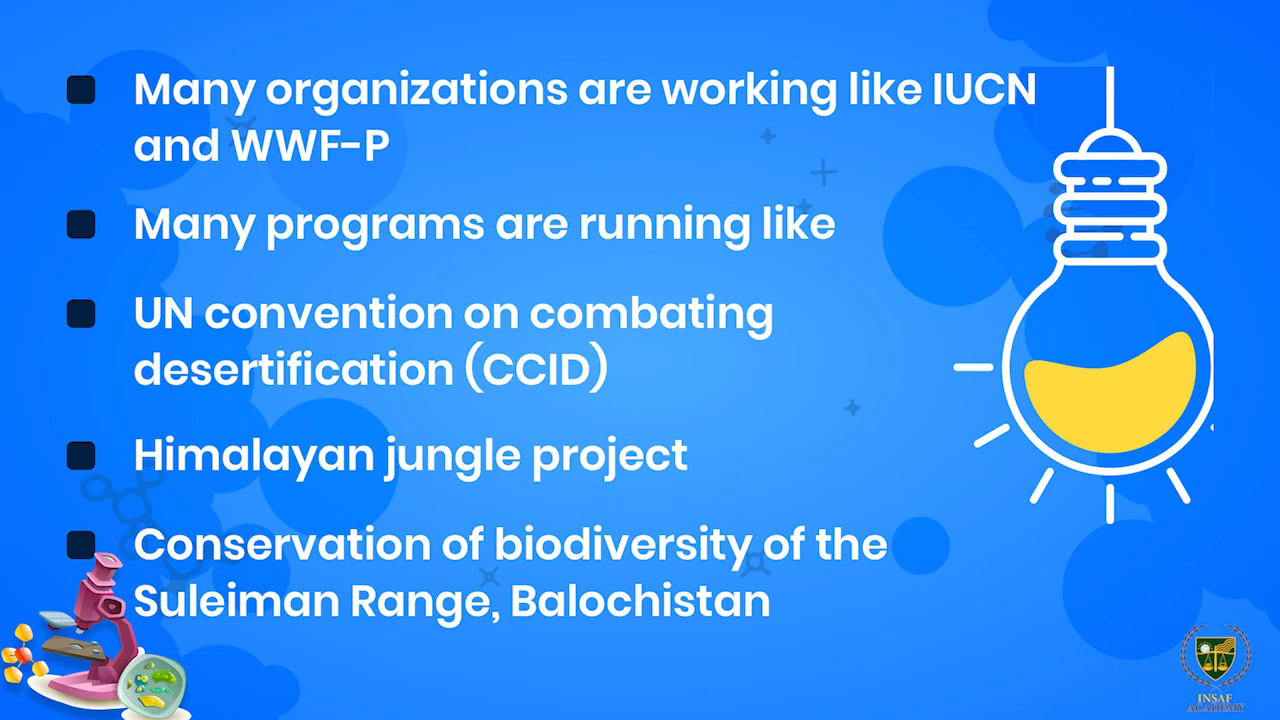 Many organizations are working like IUCN
and WWF-P
Many programs are running like
UN convention on combating
desertification (CCID)
Himalayan jungle project
Conservation of biodiversity of the
Suleiman Range, Balochistan
INSAF
ACADEMY